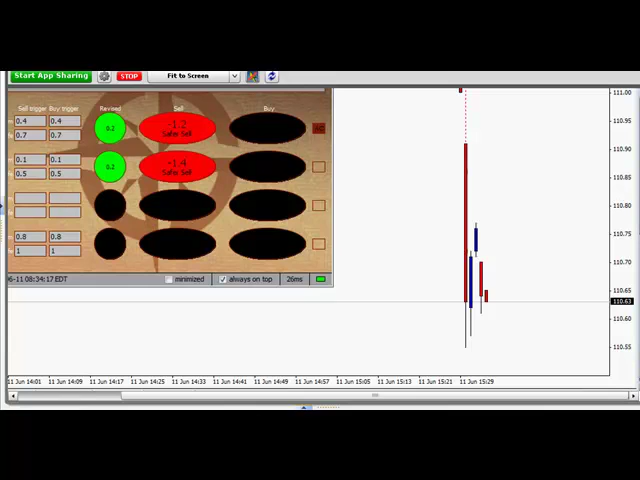 Start App Sharing STOP Fit to Screen
Sell trigger Buy trigger Revised Sell Buy
0.4 0.4 0.2 -1.2
0.7 0.7 Safer Sell
0.1 0.1 0.2 -1.4
0.5 0.5 Safer Sell
0.8 0.8
1 1
06-11 08:34:17 EDT minimized always on top 26ms
111.00
110.90
110.85
110.80
110.75
110.70
110.65
110.63
110.60
110.55
11 Jun 14:01 11 Jun 14:09 11 Jun 14:17 11 Jun 14:25 11 Jun 14:33 11 Jun 14:41 11 Jun 14:49 11 Jun 14:57 11 Jun 15:05 11 Jun 15:13 11 Jun 15:21 11 Jun 15:29